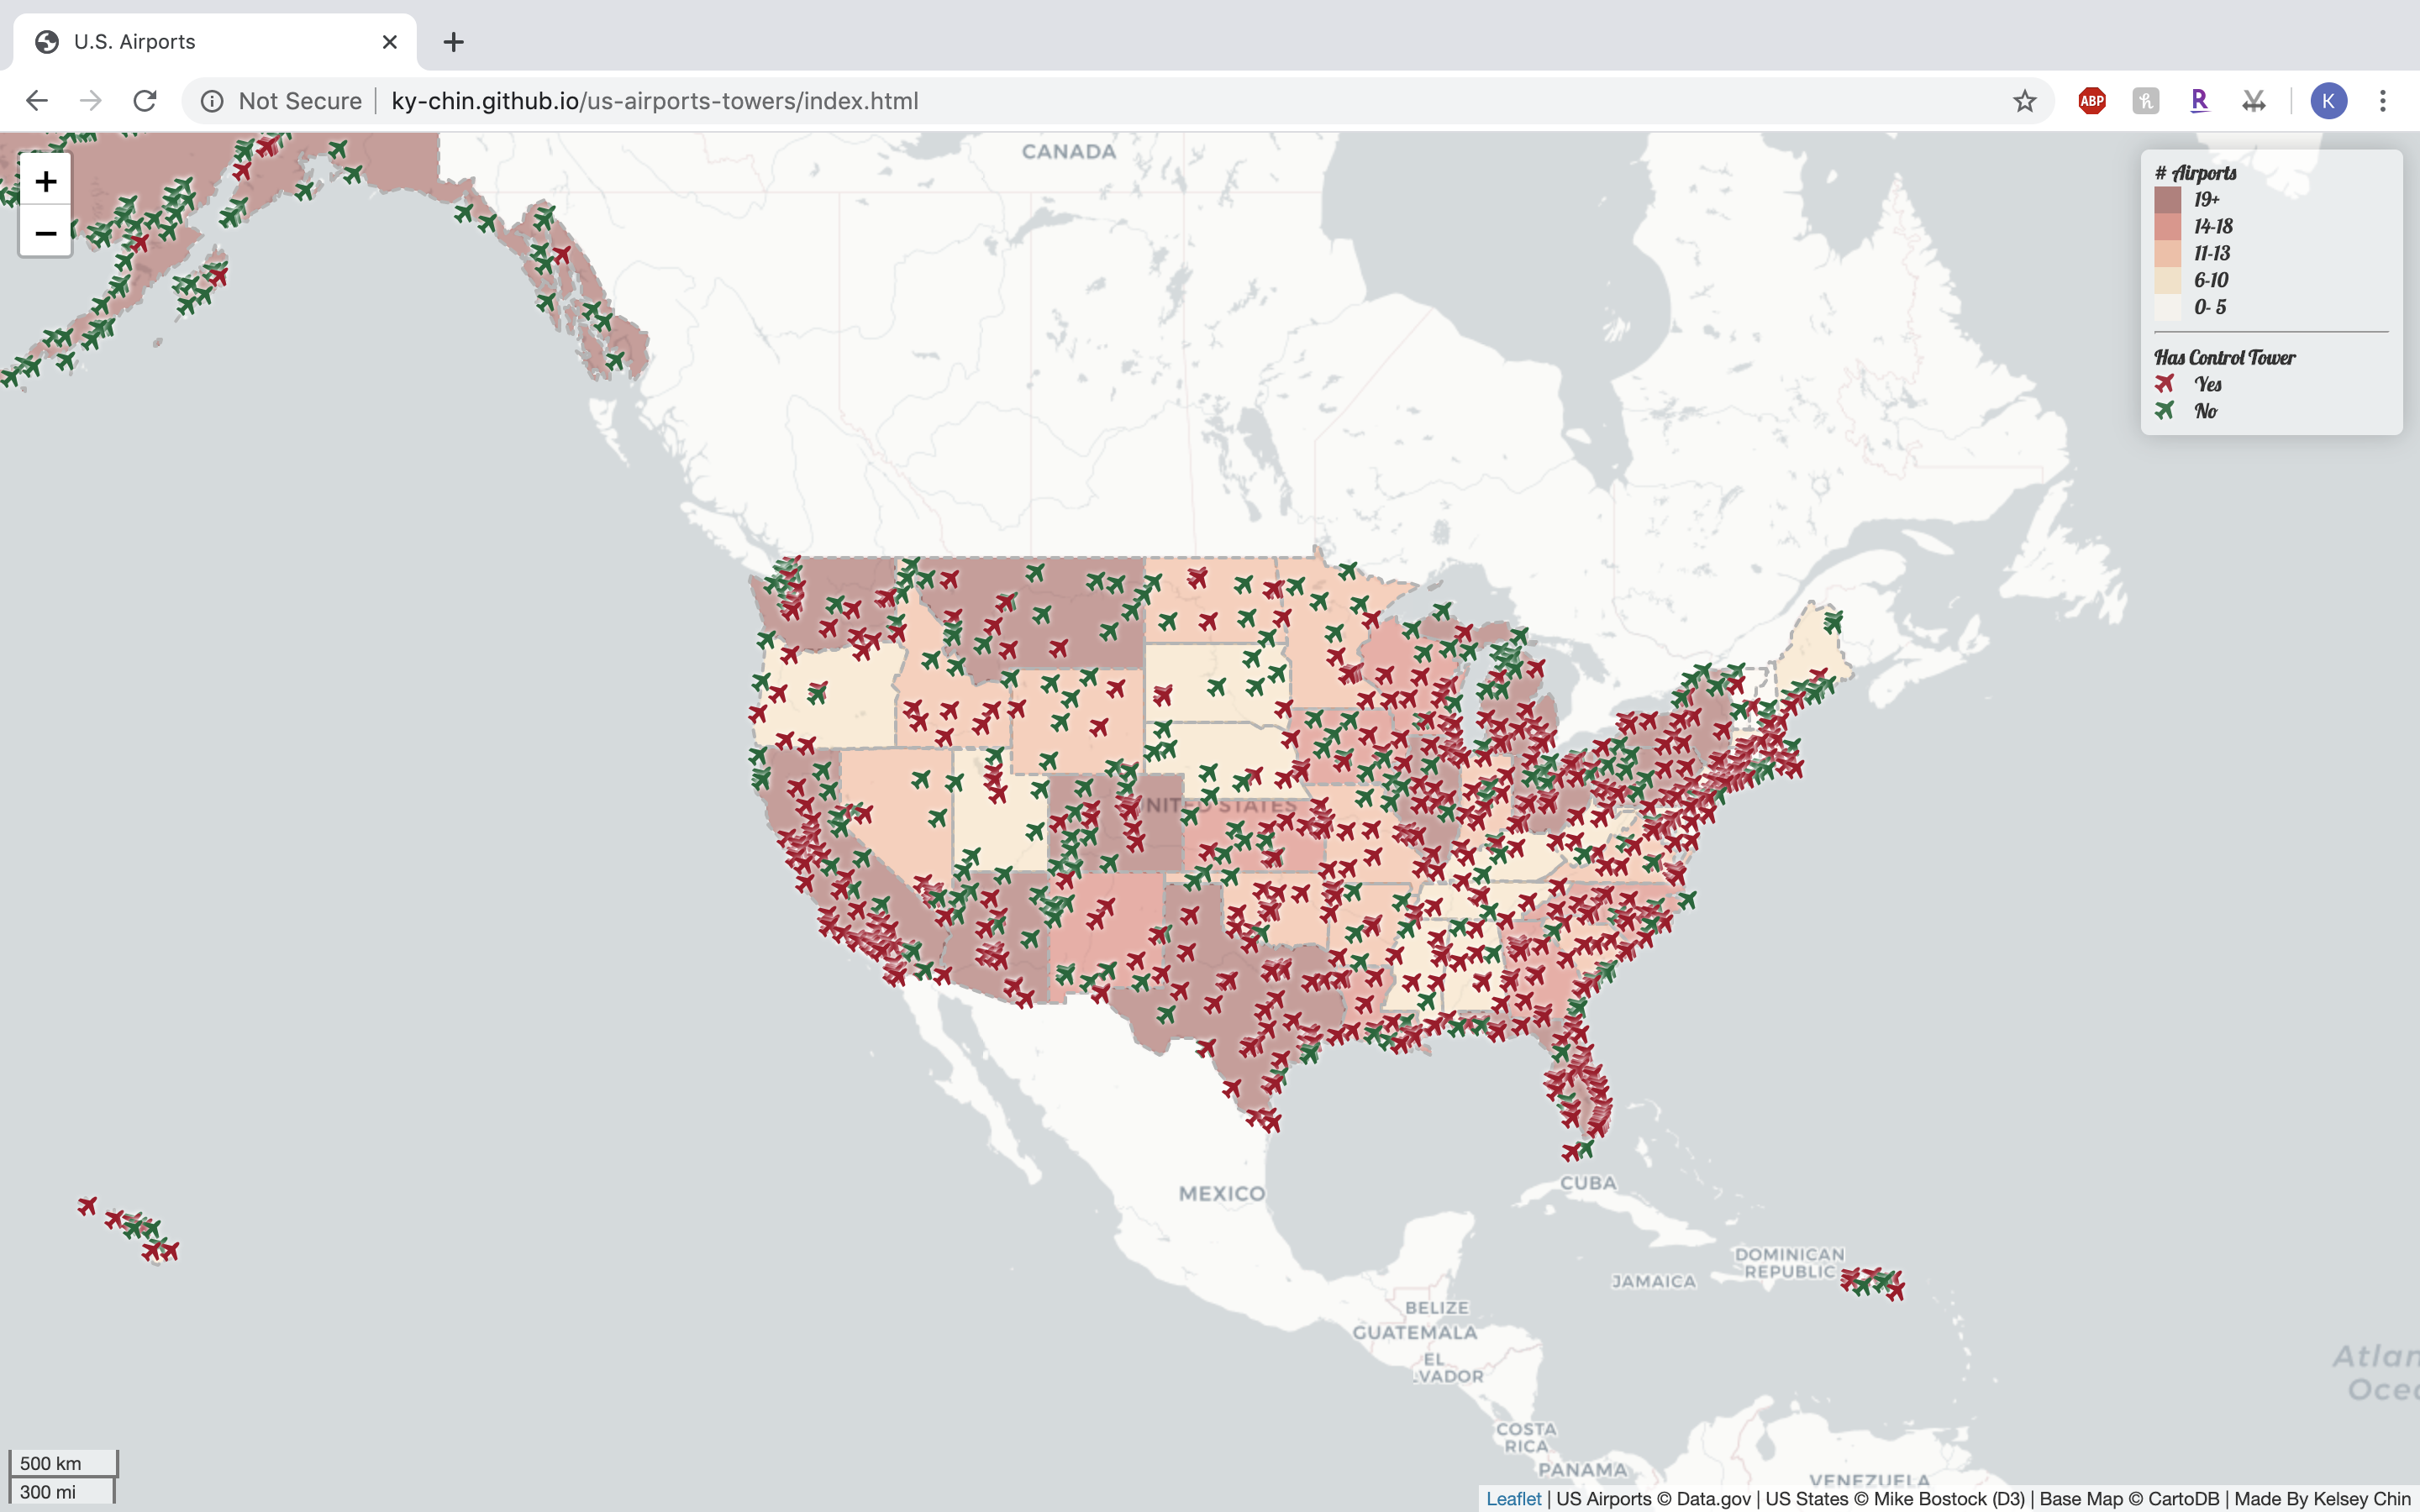 U.S. Airports
Not Secure
ky-chin.github.io/us-airports-towers/index.html
ABP
h
R
K
+
−
CANADA
# Airports
19+
14-18
11-13
6-10
0- 5
Has Control Tower
Yes
No
UNITED STATES
MEXICO
CUBA
DOMINICAN
REPUBLIC
JAMAICA
BELIZE
GUATEMALA
EL
.VADOR
COSTA
RICA
PANAMA
VENEZUELA
Atlan
Ocea
500 km
300 mi
Leaflet | US Airports © Data.gov | US States © Mike Bostock (D3) | Base Map © CartoDB | Made By Kelsey Chin